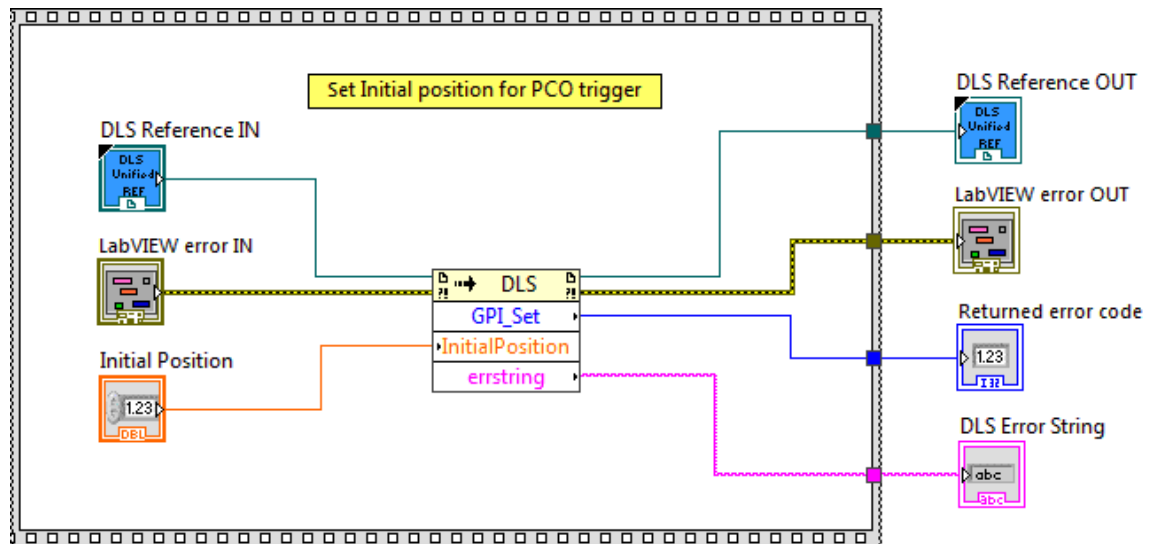 Set Initial position for PCO trigger
DLS Reference IN
DLS
Unified
REF
LabVIEW error IN
Initial Position
1.23
DBL
DLS
GPI_Set
InitialPosition
errstring
DLS Reference OUT
DLS
Unified
REF
LabVIEW error OUT
Returned error code
1.23
I32
DLS Error String
abc
abc